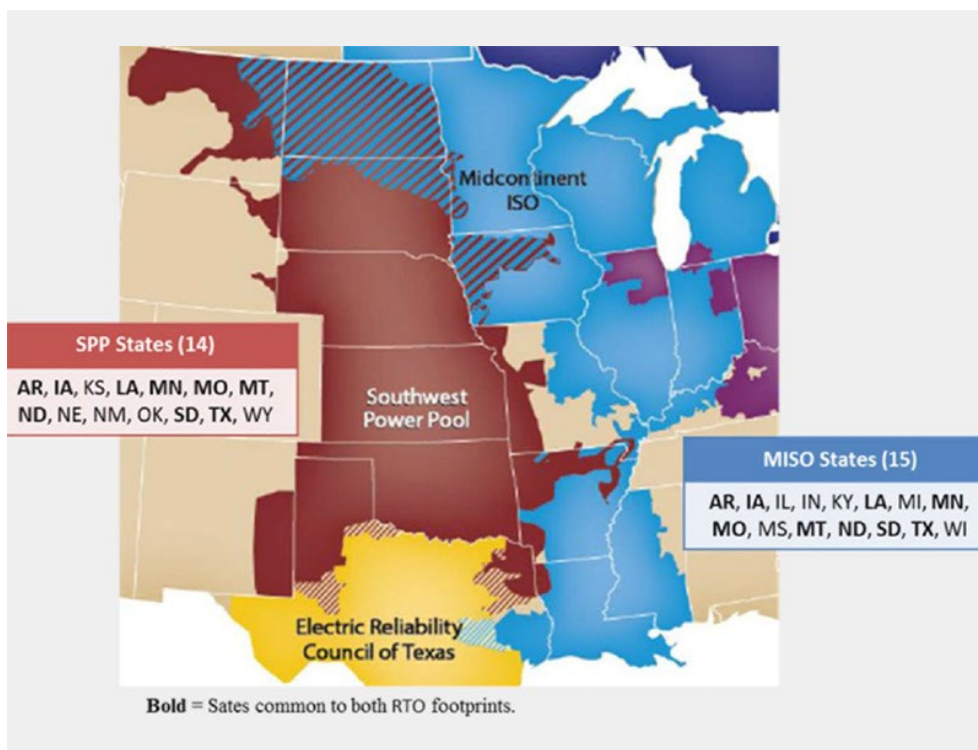 Midcontinent
ISO
SPP States (14)
AR, IA, KS, LA, MN, MO, MT,
ND, NE, NM, OK, SD, TX, WY
Southwest
Power Pool
MISO States (15)
AR, IA, IL, IN, KY, LA, MI, MN,
MO, MS, MT, ND, SD, TX, WI
Electric Reliability
Council of Texas
Bold = Sates common to both RTO footprints.